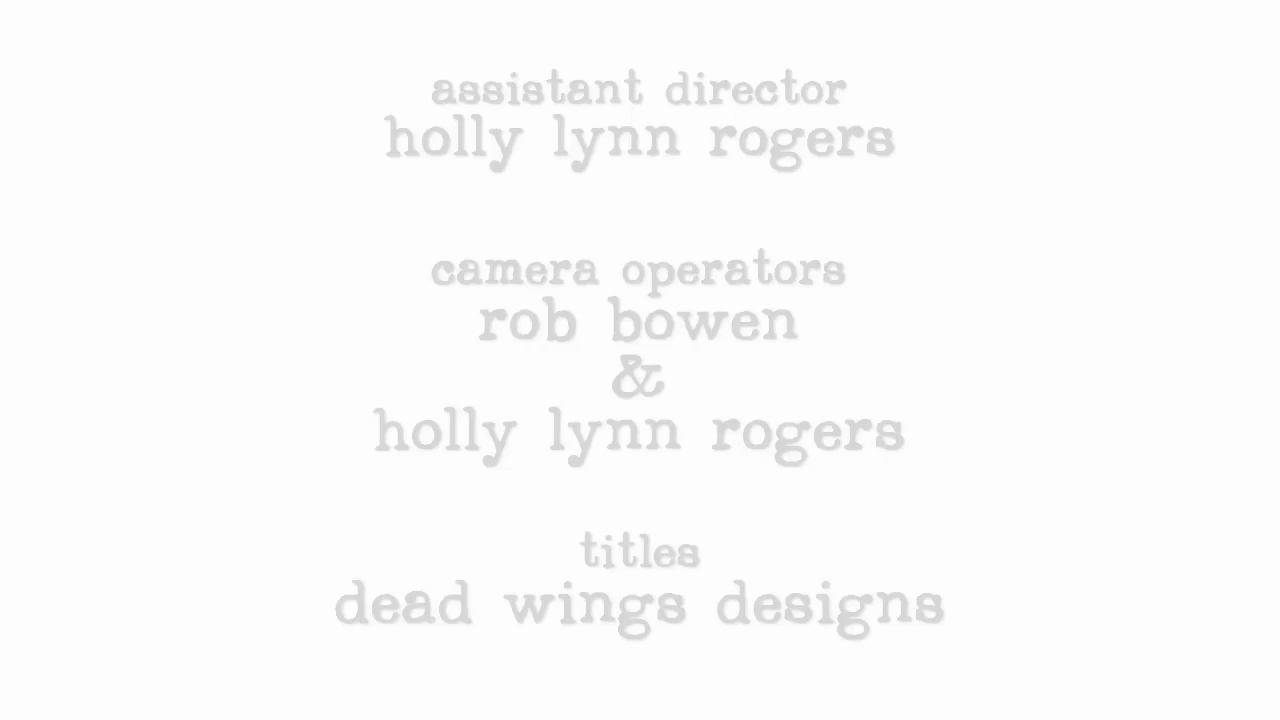 assistant director
holly lynn rogers
camera operators
rob bowen
&
holly lynn rogers
titles
dead wings designs